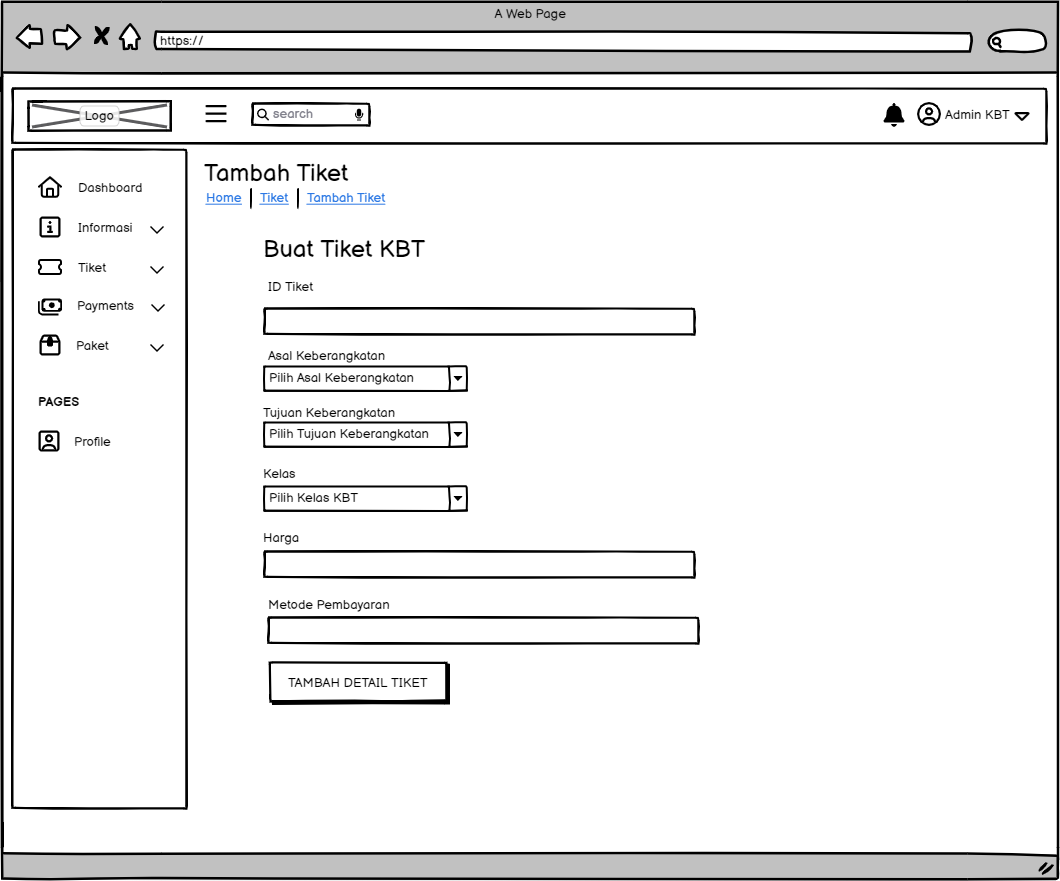 A Web Page
https://
Logo
search
Admin KBT
Dashboard
Informasi
Tiket
Payments
Paket
PAGES
Profile
Tambah Tiket
Home | Tiket | Tambah Tiket
Buat Tiket KBT
ID Tiket
Asal Keberangkatan
Pilih Asal Keberangkatan
Tujuan Keberangkatan
Pilih Tujuan Keberangkatan
Kelas
Pilih Kelas KBT
Harga
Metode Pembayaran
TAMBAH DETAIL TIKET